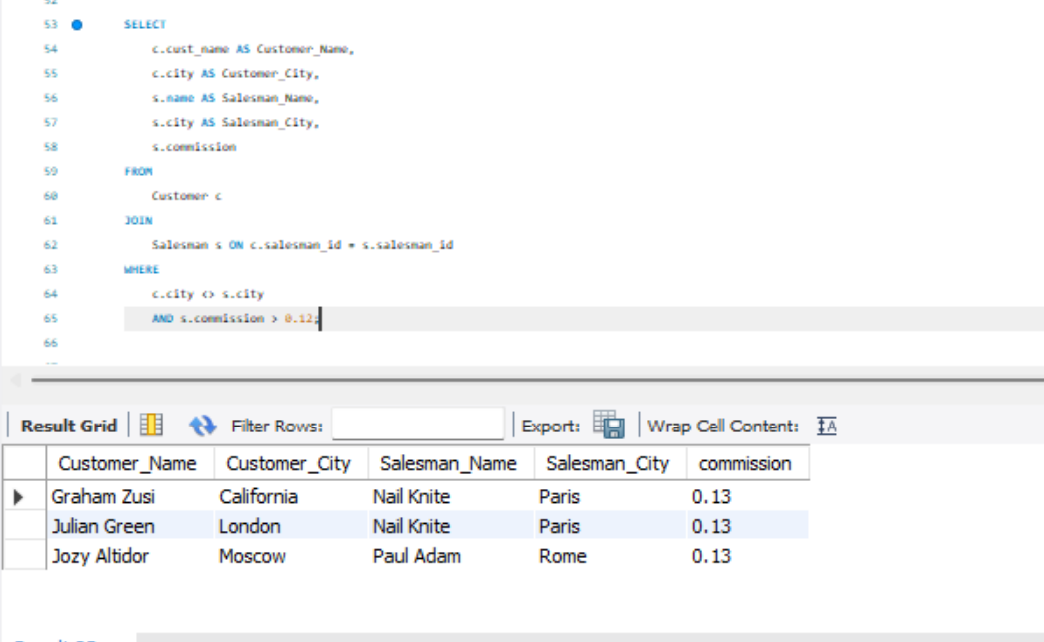 52
53 SELECT
54 c.cust_name AS Customer_Name,
55 c.city AS Customer_City,
56 s.name AS Salesman_Name,
57 s.city AS Salesman_City,
58 s.commission
59 FROM
60 Customer c
61 JOIN
62 Salesman s ON c.salesman_id = s.salesman_id
63 WHERE
64 c.city <> s.city
65 AND s.commission > 0.12;
66
Result Grid Filter Rows: Export: Wrap Cell Content: IA
Customer_Name Customer_City Salesman_Name Salesman_City commission
Graham Zusi California Nail Knite Paris 0.13
Julian Green London Nail Knite Paris 0.13
Jozy Altidor Moscow Paul Adam Rome 0.13